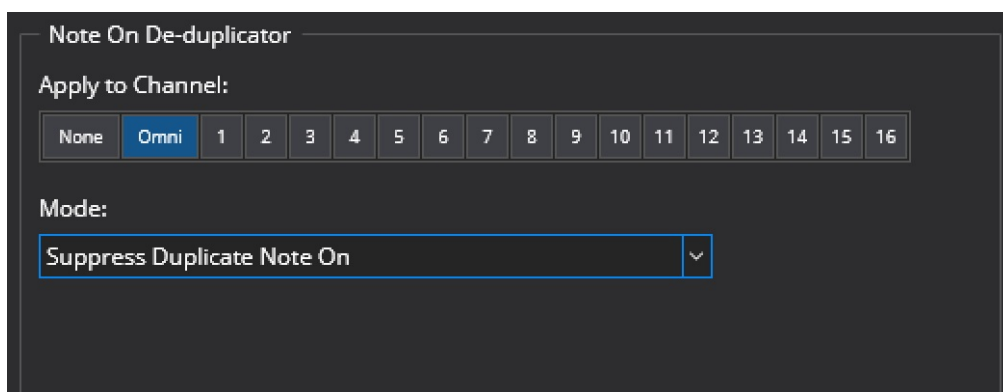 Note On De-duplicator
Apply to Channel:
None Omni 1 2 3 4 5 6 7 8 9 10 11 12 13 14 15 16
Mode:
Suppress Duplicate Note On